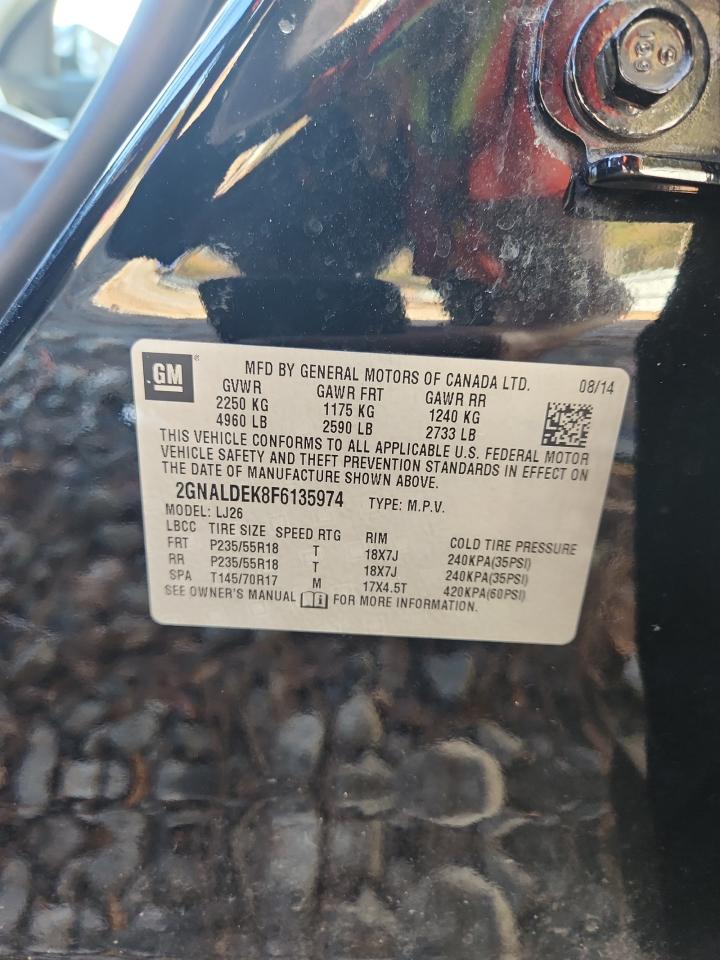 GM
MFD BY GENERAL MOTORS OF CANADA LTD. 08/14
GVWR GAWR FRT GAWR RR
2250 KG 1175 KG 1240 KG
4960 LB 2590 LB 2733 LB
THIS VEHICLE CONFORMS TO ALL APPLICABLE U.S. FEDERAL MOTOR
VEHICLE SAFETY AND THEFT PREVENTION STANDARDS IN EFFECT ON
THE DATE OF MANUFACTURE SHOWN ABOVE.
2GNALDEK8F6135974 TYPE: M.P.V.
MODEL: LJ26
LBCC TIRE SIZE SPEED RTG RIM COLD TIRE PRESSURE
FRT P235/55R18 T 18X7J 240KPA(35PSI)
RR P235/55R18 T 18X7J 240KPA(35PSI)
SPA T145/70R17 M 17X4.5T 420KPA(60PSI)
SEE OWNER'S MANUAL FOR MORE INFORMATION.